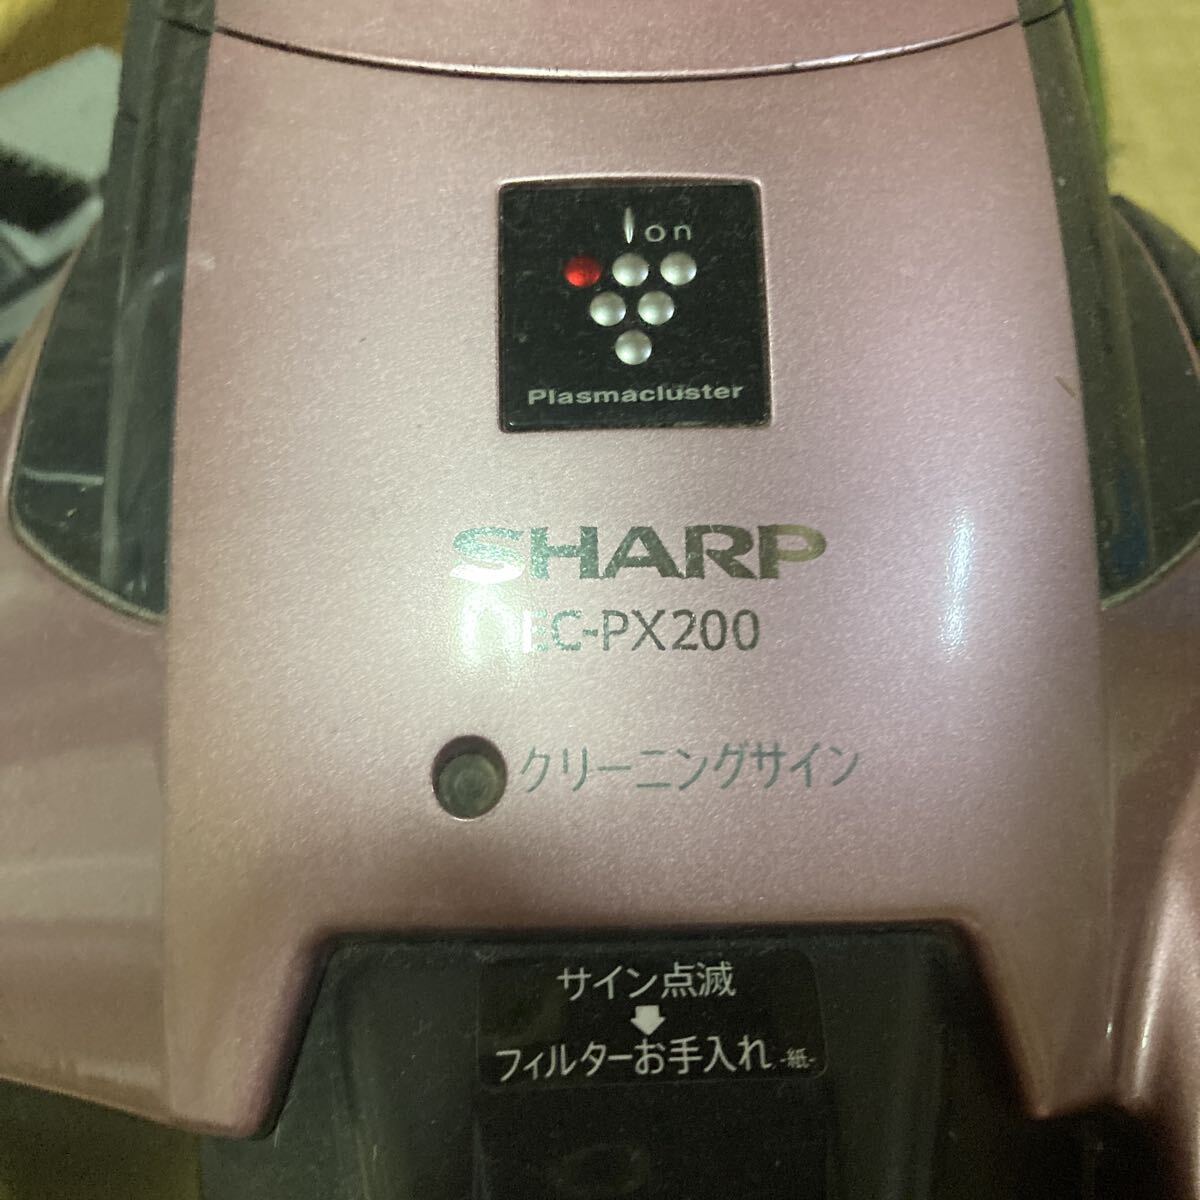 Ion
Plasmacluster
SHARP
EC-PX200
クリーニングサイン
サイン点滅
フィルターお手入れ -紙-